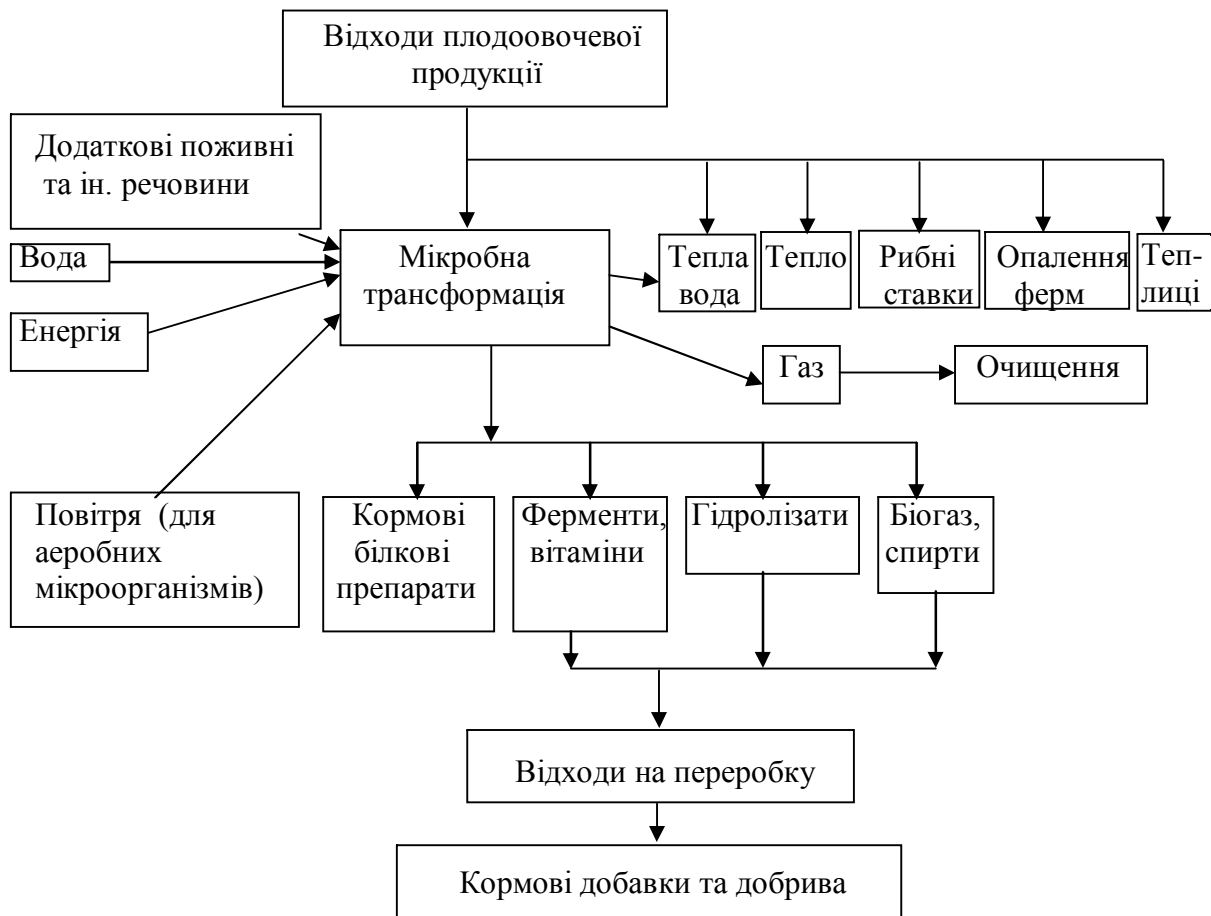 Відходи плодоовочевої
продукції
Додаткові поживні
та ін. речовини
Вода
Енергія
Мікробна
трансформація
Тепла
вода
Тепло
Рибні
ставки
Опалення
ферм
Теп-
лиці
Газ
Очищення
Повітря (для
аеробних
мікроорганізмів)
Кормові
білкові
препарати
Ферменти,
вітаміни
Гідролізати
Біогаз,
спирти
Відходи на переробку
Кормові добавки та добрива